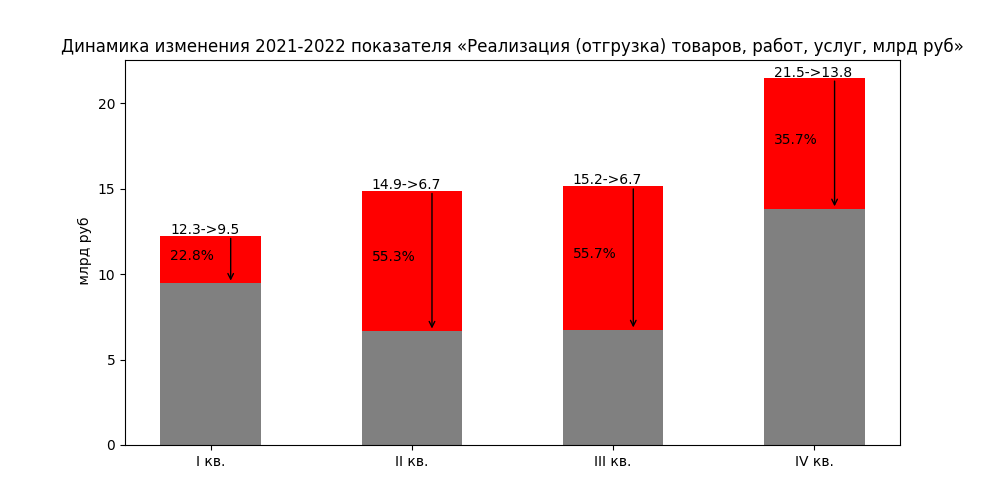 Динамика изменения 2021-2022 показателя «Реализация (отгрузка) товаров, работ, услуг, млрд руб»
млрд руб
20
15
10
5
0
12.3->9.5
22.8%
14.9->6.7
55.3%
15.2->6.7
55.7%
21.5->13.8
35.7%
I кв.
II кв.
III кв.
IV кв.